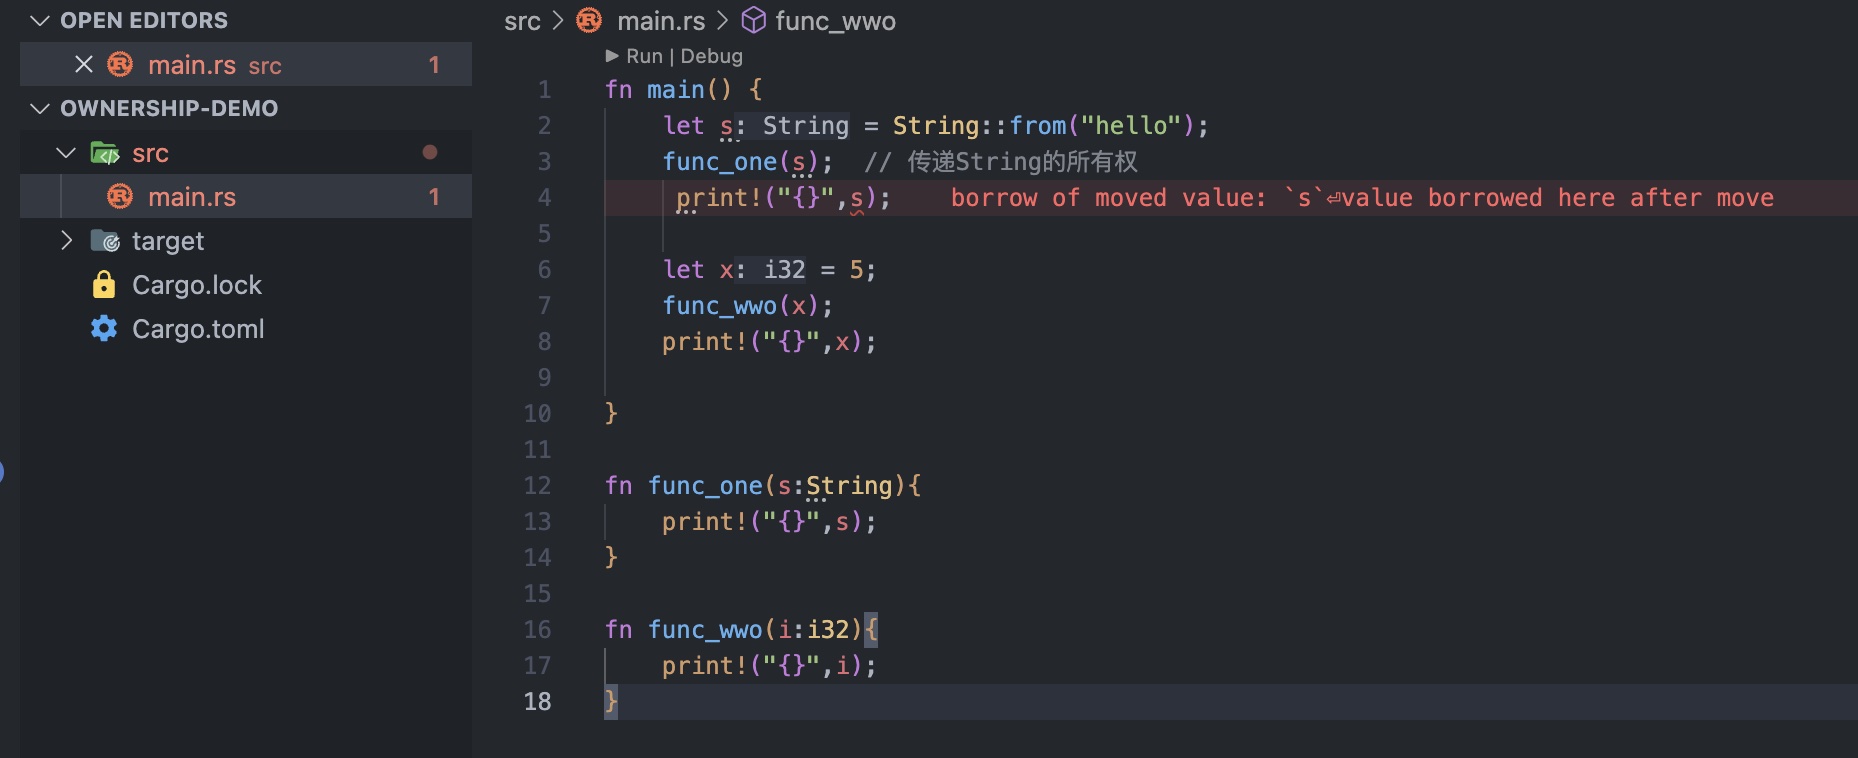 OPEN EDITORS
main.rs src 1
OWNERSHIP-DEMO
src
main.rs 1
target
Cargo.lock
Cargo.toml
src > main.rs > func_wwo
Run | Debug
1 fn main() {
2 let s: String = String::from("hello");
3 func_one(s); // 传递String的所有权
4 print!("{}",s); borrow of moved value: `s`⏎value borrowed here after move
5
6 let x: i32 = 5;
7 func_wwo(x);
8 print!("{}",x);
9
10 }
11
12 fn func_one(s:String){
13 print!("{}",s);
14 }
15
16 fn func_wwo(i:i32){
17 print!("{}",i);
18 }